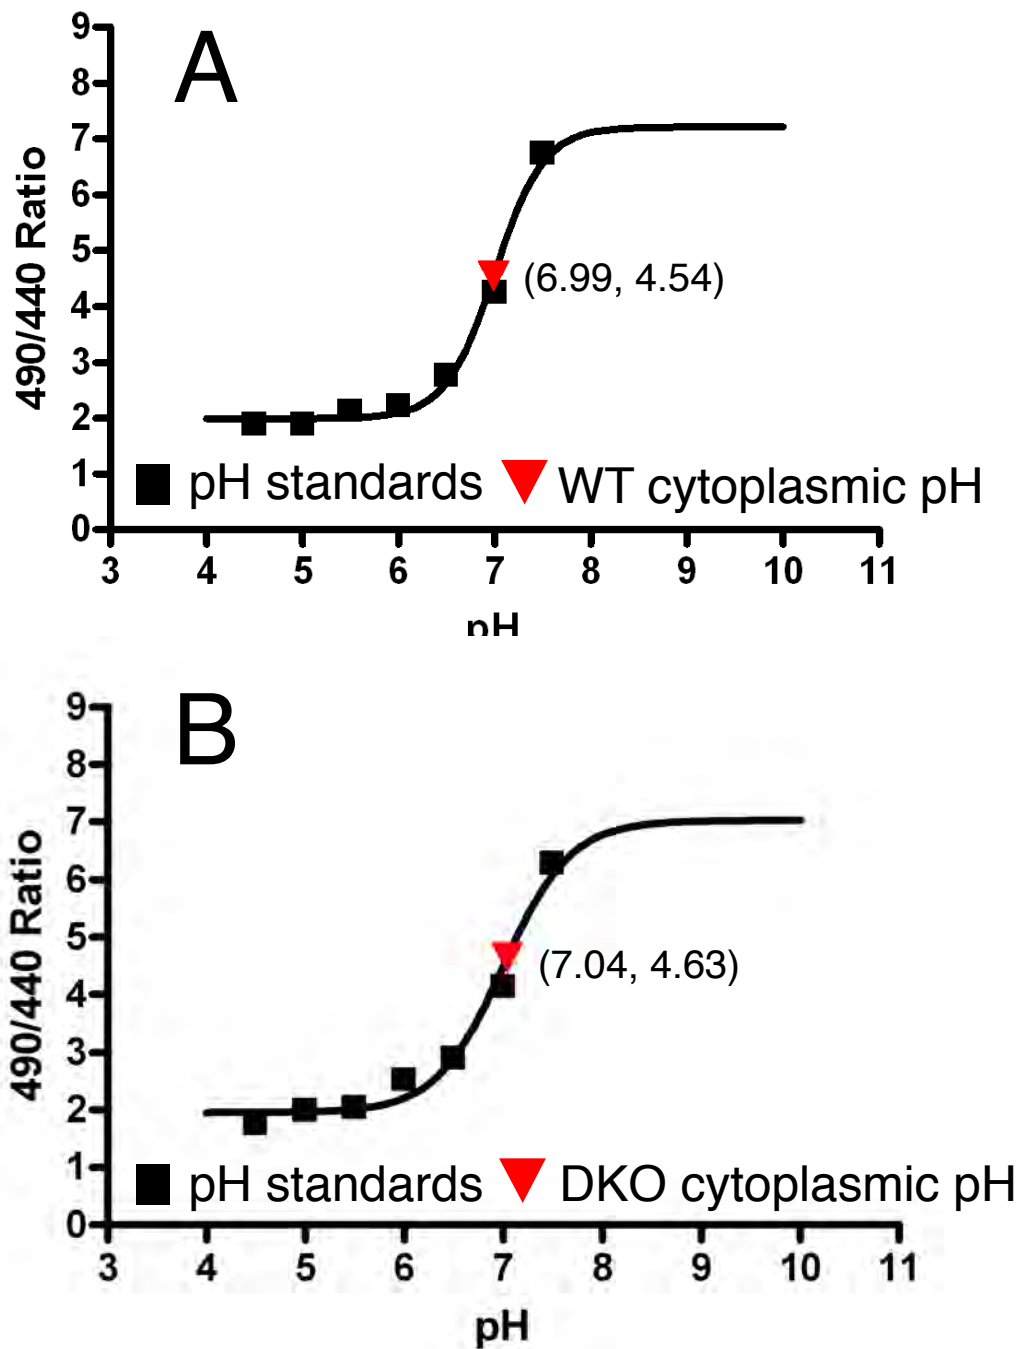 A
9
8
7
6
5
4
3
2
1
0
490/440 Ratio
(6.99, 4.54)
pH standards WT cytoplasmic pH
3 4 5 6 7 8 9 10 11
pH
B
9
8
7
6
5
4
3
2
1
0
490/440 Ratio
(7.04, 4.63)
pH standards DKO cytoplasmic pH
3 4 5 6 7 8 9 10 11
pH